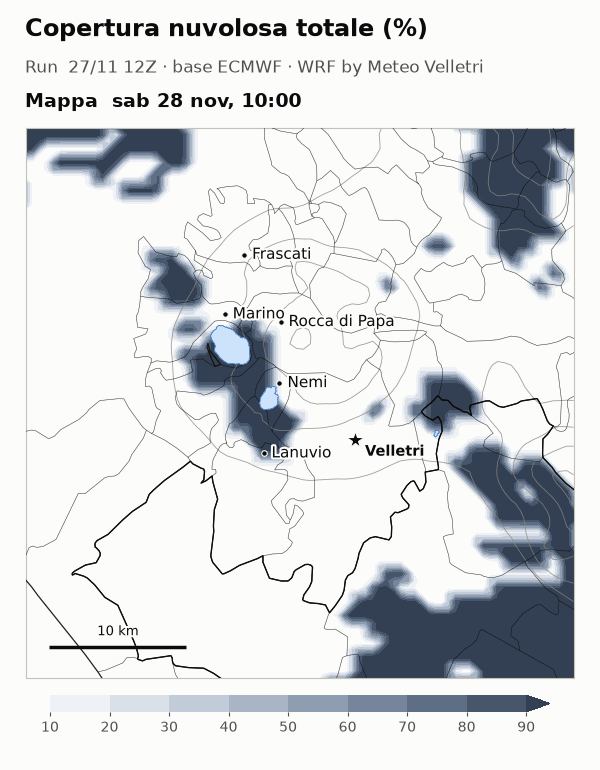 Copertura nuvolosa totale (%)
Run 27/11 12Z · base ECMWF · WRF by Meteo Velletri
Mappa sab 28 nov, 10:00
Frascati
Marino
Rocca di Papa
Nemi
Velletri
Lanuvio
10 km
10 20 30 40 50 60 70 80 90